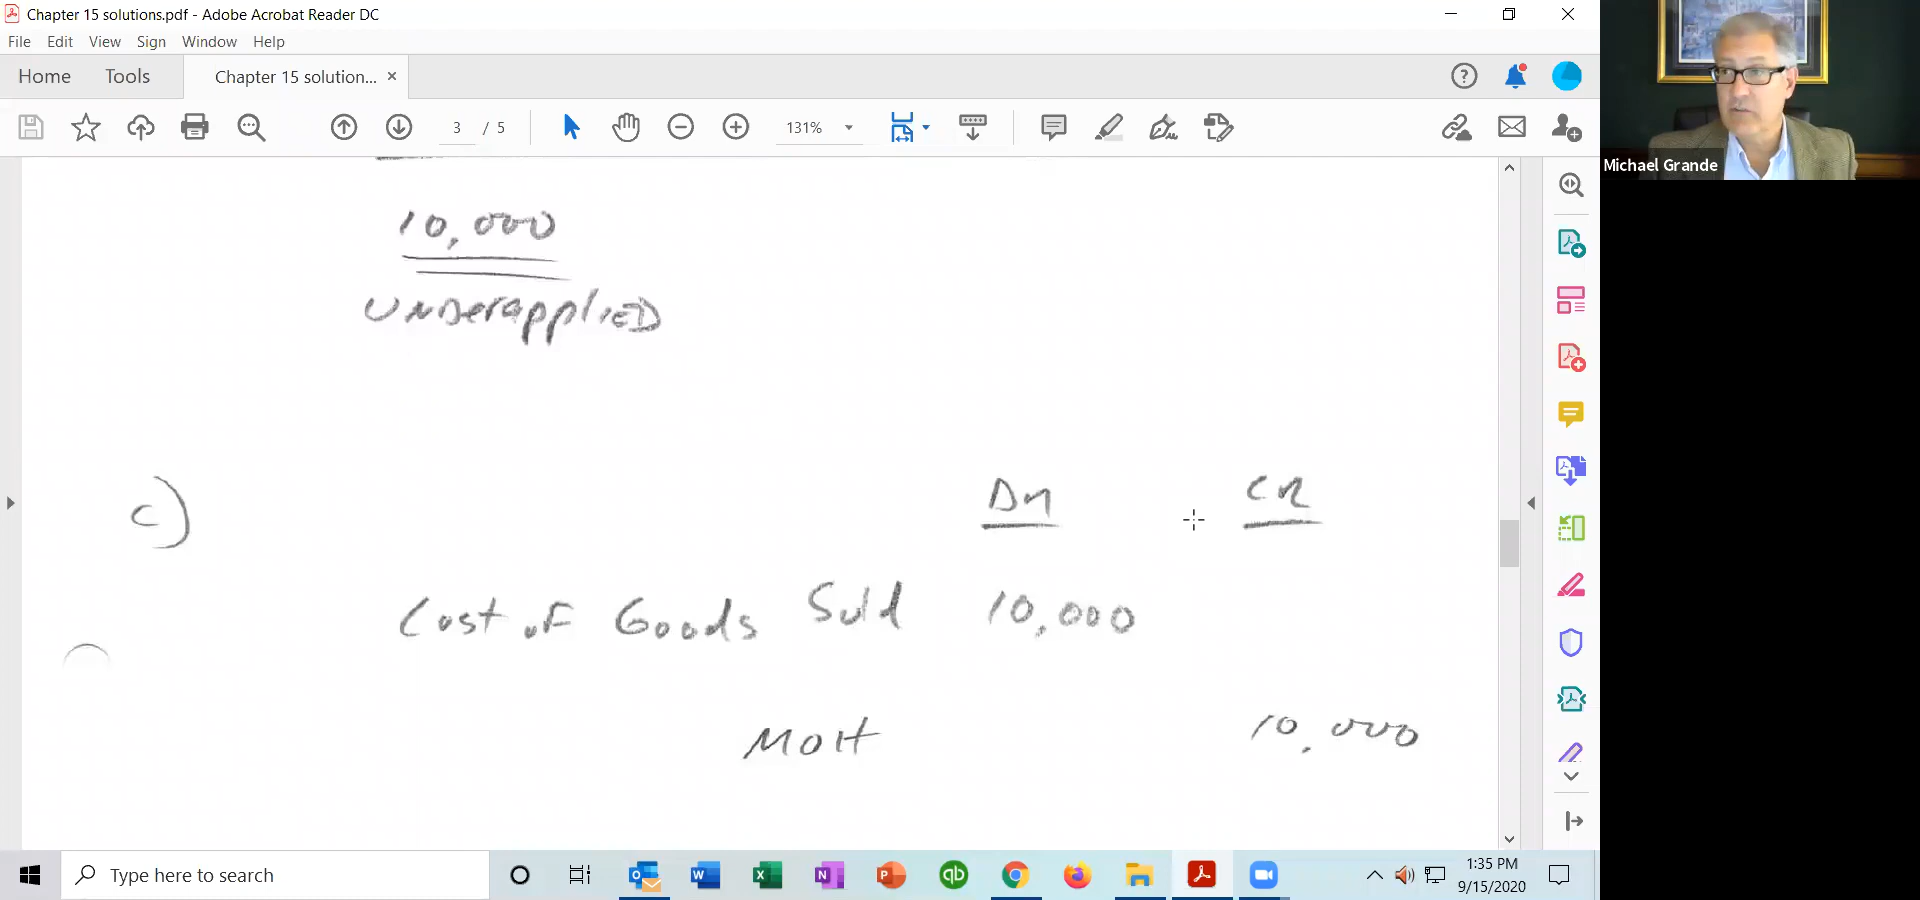 Chapter 15 solutions.pdf - Adobe Acrobat Reader DC
File Edit View Sign Window Help
Home Tools Chapter 15 solution... ×
3 / 5 131%
Michael Grande
10,000
Underapplied
c) DR CR
Cost of Goods Sold 10,000
MOH 10,000
Type here to search
1:35 PM
9/15/2020